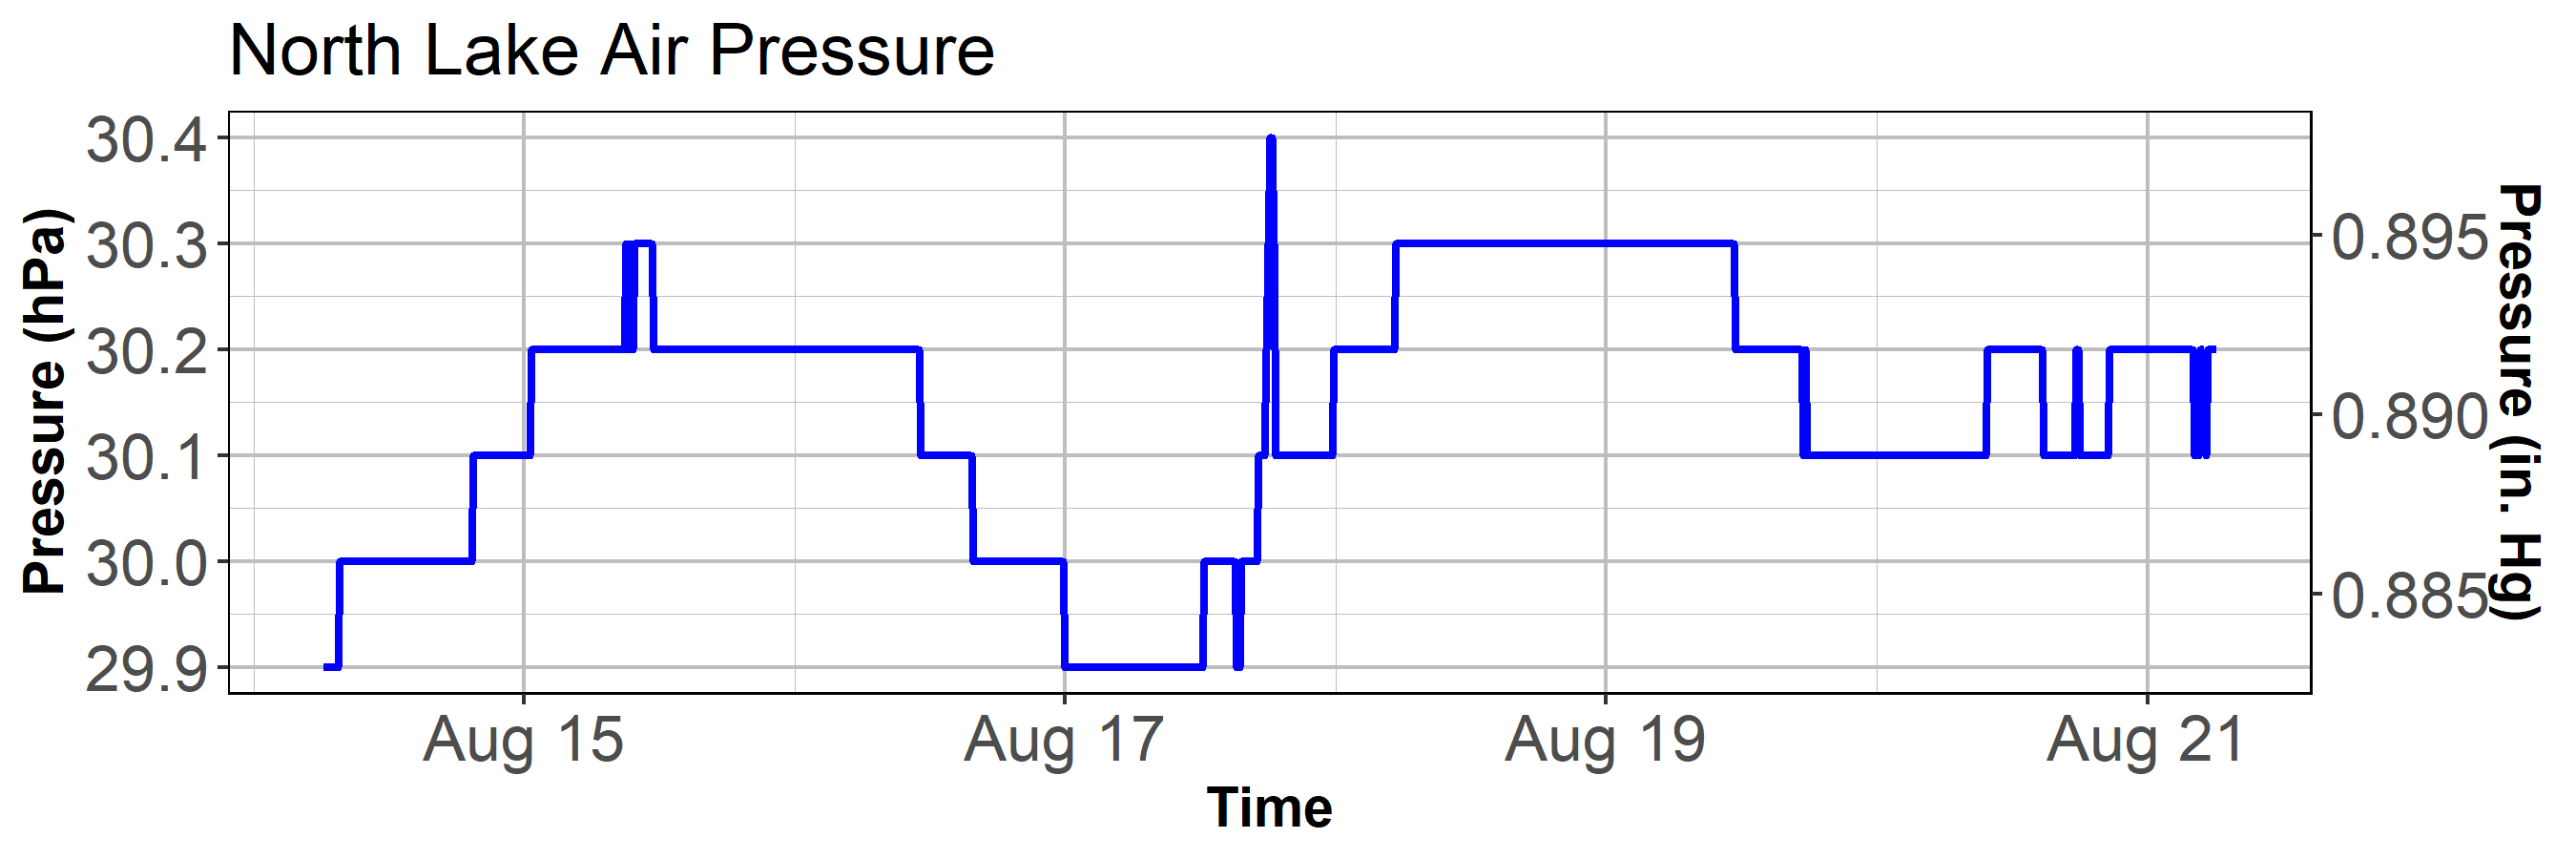 North Lake Air Pressure
Pressure (hPa)
30.4
30.3
30.2
30.1
30.0
29.9
0.895
0.890
0.885
Pressure (in. Hg)
Aug 15
Aug 17
Aug 19
Aug 21
Time